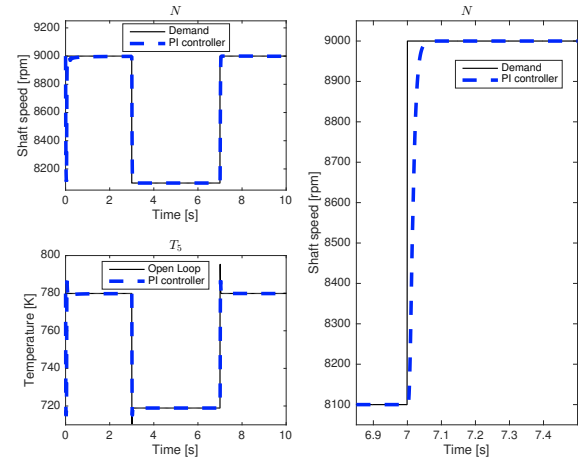 N
Demand
PI controller
Shaft speed [rpm]
9200
9000
8800
8600
8400
8200
0 2 4 6 8 10
Time [s]
T5
Open Loop
PI controller
Temperature [K]
800
780
760
740
720
0 2 4 6 8 10
Time [s]
N
Demand
PI controller
Shaft speed [rpm]
9000
8900
8800
8700
8600
8500
8400
8300
8200
8100
6.9 7 7.1 7.2 7.3 7.4
Time [s]